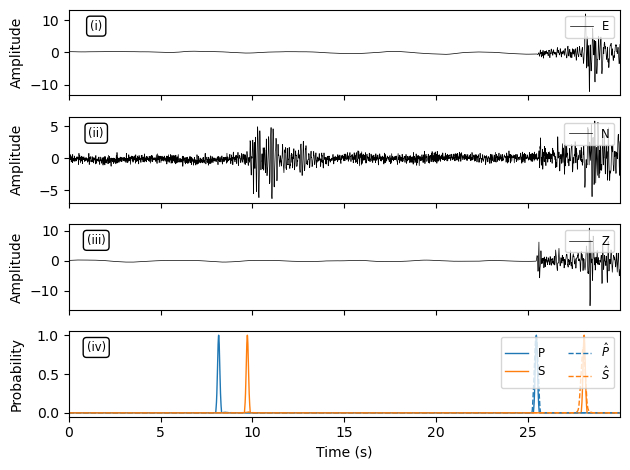 (i)
E
Amplitude
10
0
−10
(ii)
N
Amplitude
5
0
−5
(iii)
Z
Amplitude
10
0
−10
(iv)
P
S
P̂
Ŝ
Probability
1.0
0.5
0.0
0 5 10 15 20 25
Time (s)